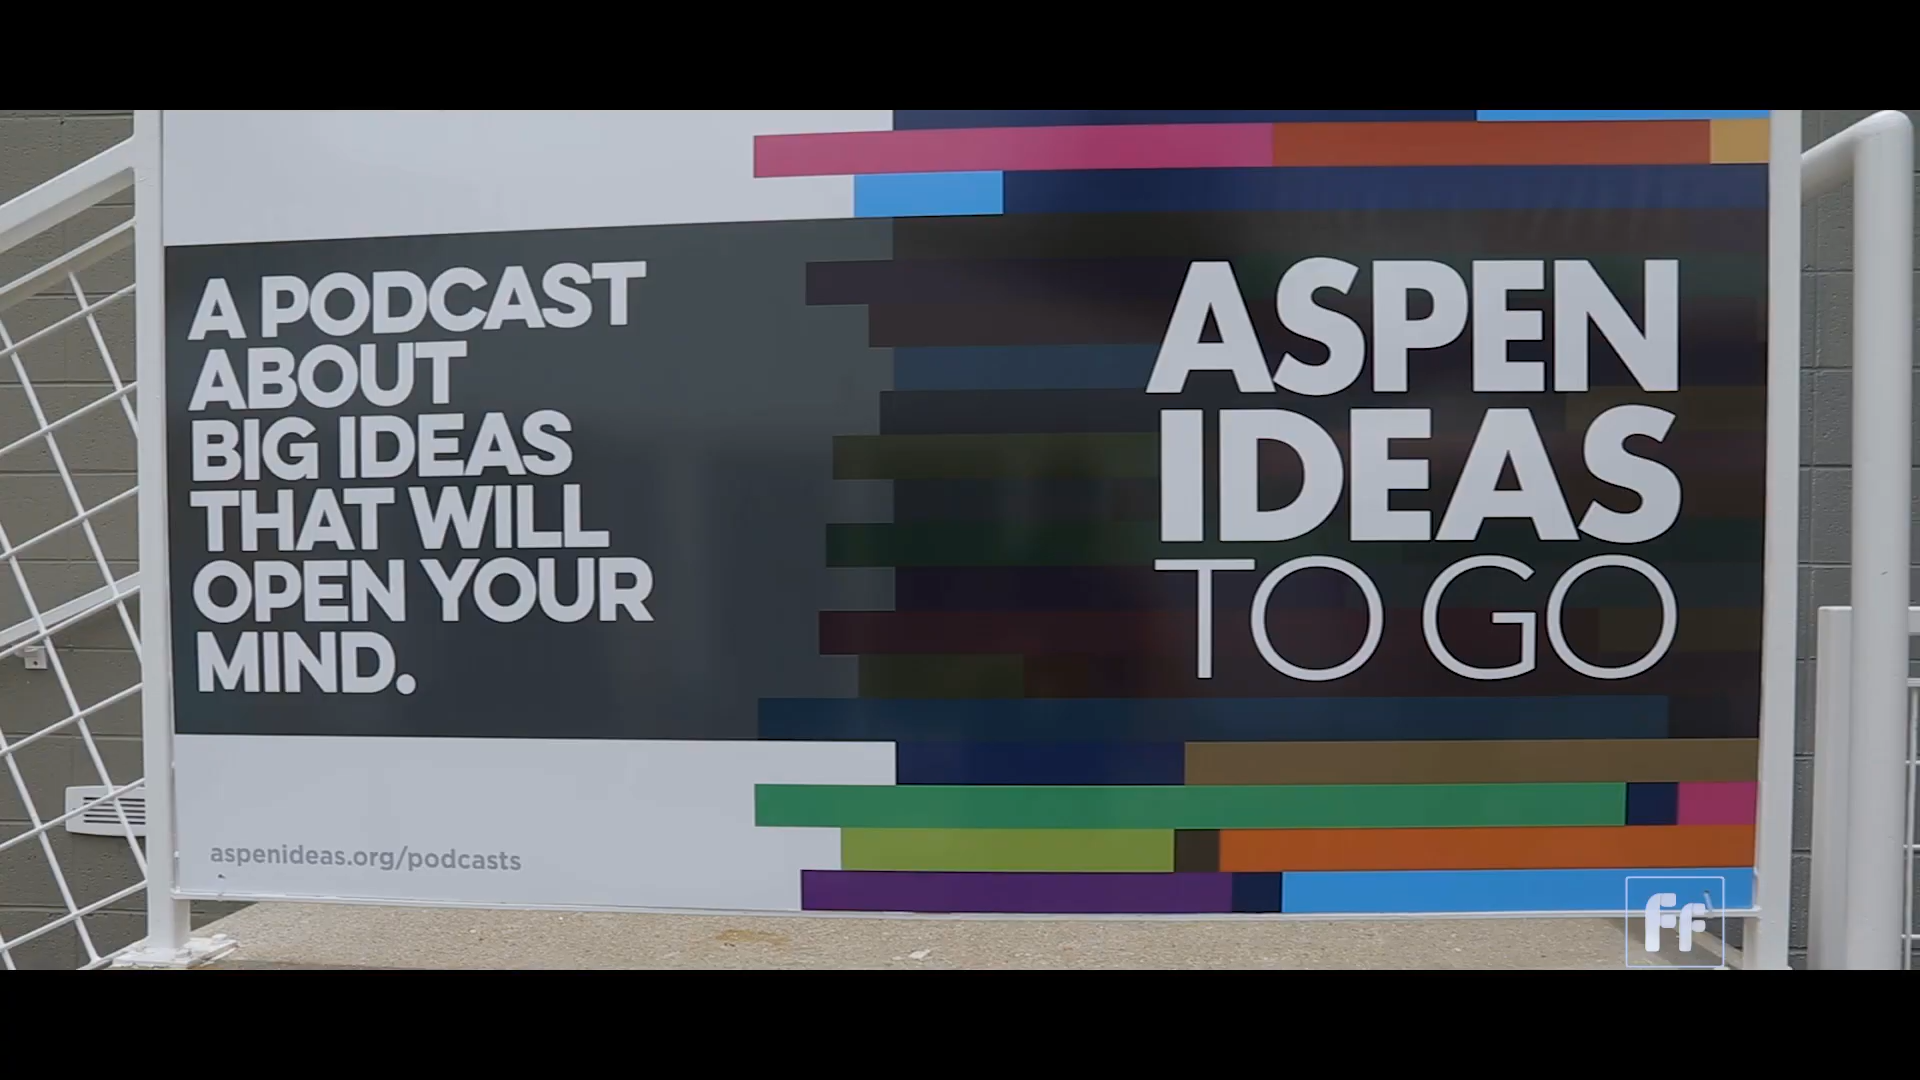 A PODCAST
ABOUT
BIG IDEAS
THAT WILL
OPEN YOUR
MIND.
ASPEN
IDEAS
TO GO
aspenideas.org/podcasts
FF